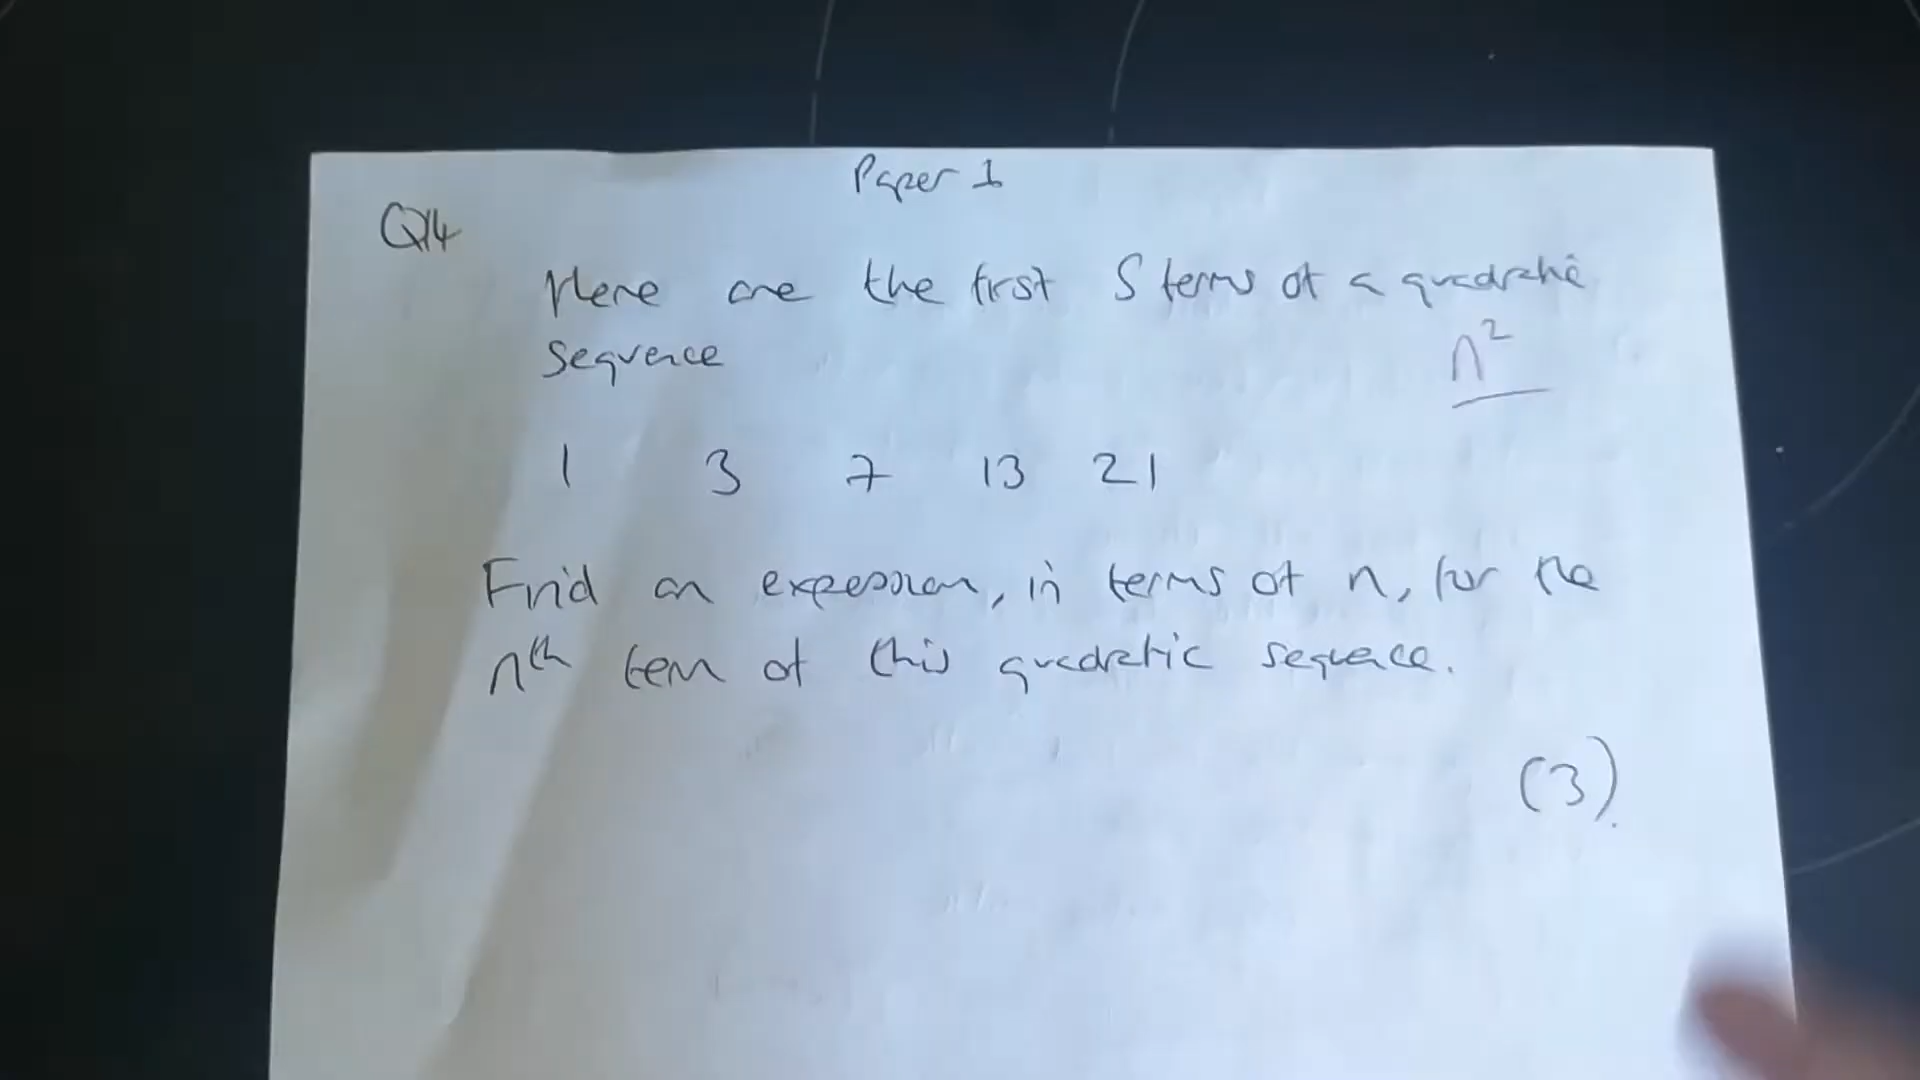 Paper 1
Q14
Here are the first 5 terms of a quadratic
sequence
n²
1 3 7 13 21
Find an expression, in terms of n, for the
nth term of this quadratic sequence.
(3).